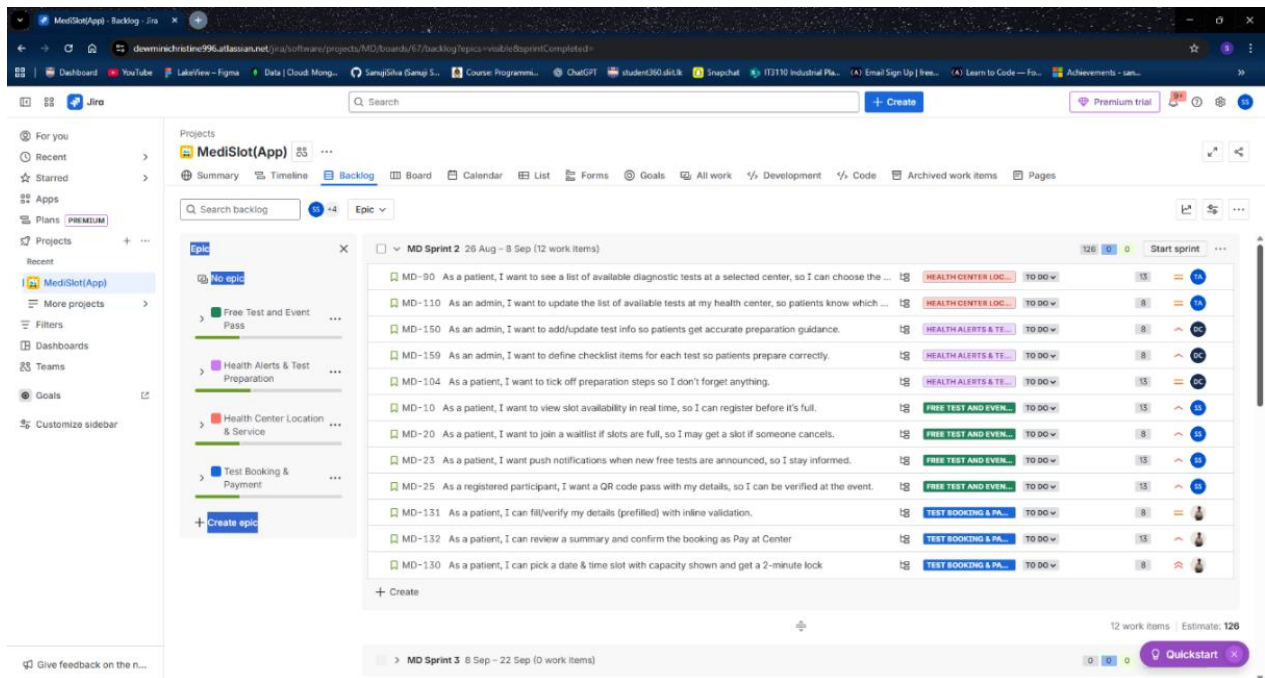 MediSlot(App) - Backlog - Jira
dewminichristine996.atlassian.net/jira/software/projects/MD/boards/67/backlog?epics=visible&sprintCompleted=
Dashboard YouTube LakeView – Figma Data | Cloud: Mong... SanujiSilva (Sanuji S... Course: Programmi... ChatGPT student360.sliit.lk Snapchat IT3110 Industrial Pla... Email Sign Up | free... Learn to Code — Fo... Achievements - san...
Jira Search + Create Premium trial 9+ SS
For you
Recent
Starred
Apps
Plans PREMIUM
Projects
Recent
MediSlot(App)
More projects
Filters
Dashboards
Teams
Goals
Customize sidebar
Give feedback on the n...
Projects
MediSlot(App)
Summary Timeline Backlog Board Calendar List Forms Goals All work Development Code Archived work items Pages
Search backlog SS +4 Epic
Epic
No epic
Free Test and Event
Pass
Health Alerts & Test
Preparation
Health Center Location
& Service
Test Booking &
Payment
+ Create epic
MD Sprint 2 26 Aug – 8 Sep (12 work items) 126 0 0 Start sprint
MD-90 As a patient, I want to see a list of available diagnostic tests at a selected center, so I can choose the ... HEALTH CENTER LOC... TO DO 13 TA
MD-110 As an admin, I want to update the list of available tests at my health center, so patients know which ... HEALTH CENTER LOC... TO DO 8 TA
MD-150 As an admin, I want to add/update test info so patients get accurate preparation guidance. HEALTH ALERTS & TE... TO DO 8 DC
MD-159 As an admin, I want to define checklist items for each test so patients prepare correctly. HEALTH ALERTS & TE... TO DO 8 DC
MD-104 As a patient, I want to tick off preparation steps so I don't forget anything. HEALTH ALERTS & TE... TO DO 13 DC
MD-10 As a patient, I want to view slot availability in real time, so I can register before it's full. FREE TEST AND EVEN... TO DO 13 SS
MD-20 As a patient, I want to join a waitlist if slots are full, so I may get a slot if someone cancels. FREE TEST AND EVEN... TO DO 8 SS
MD-23 As a patient, I want push notifications when new free tests are announced, so I stay informed. FREE TEST AND EVEN... TO DO 13 SS
MD-25 As a registered participant, I want a QR code pass with my details, so I can be verified at the event. FREE TEST AND EVEN... TO DO 13 SS
MD-131 As a patient, I can fill/verify my details (prefilled) with inline validation. TEST BOOKING & PA... TO DO 8
MD-132 As a patient, I can review a summary and confirm the booking as Pay at Center TEST BOOKING & PA... TO DO 13
MD-130 As a patient, I can pick a date & time slot with capacity shown and get a 2-minute lock TEST BOOKING & PA... TO DO 8
+ Create
12 work items Estimate: 126
MD Sprint 3 8 Sep – 22 Sep (0 work items) 0 0 0
Quickstart